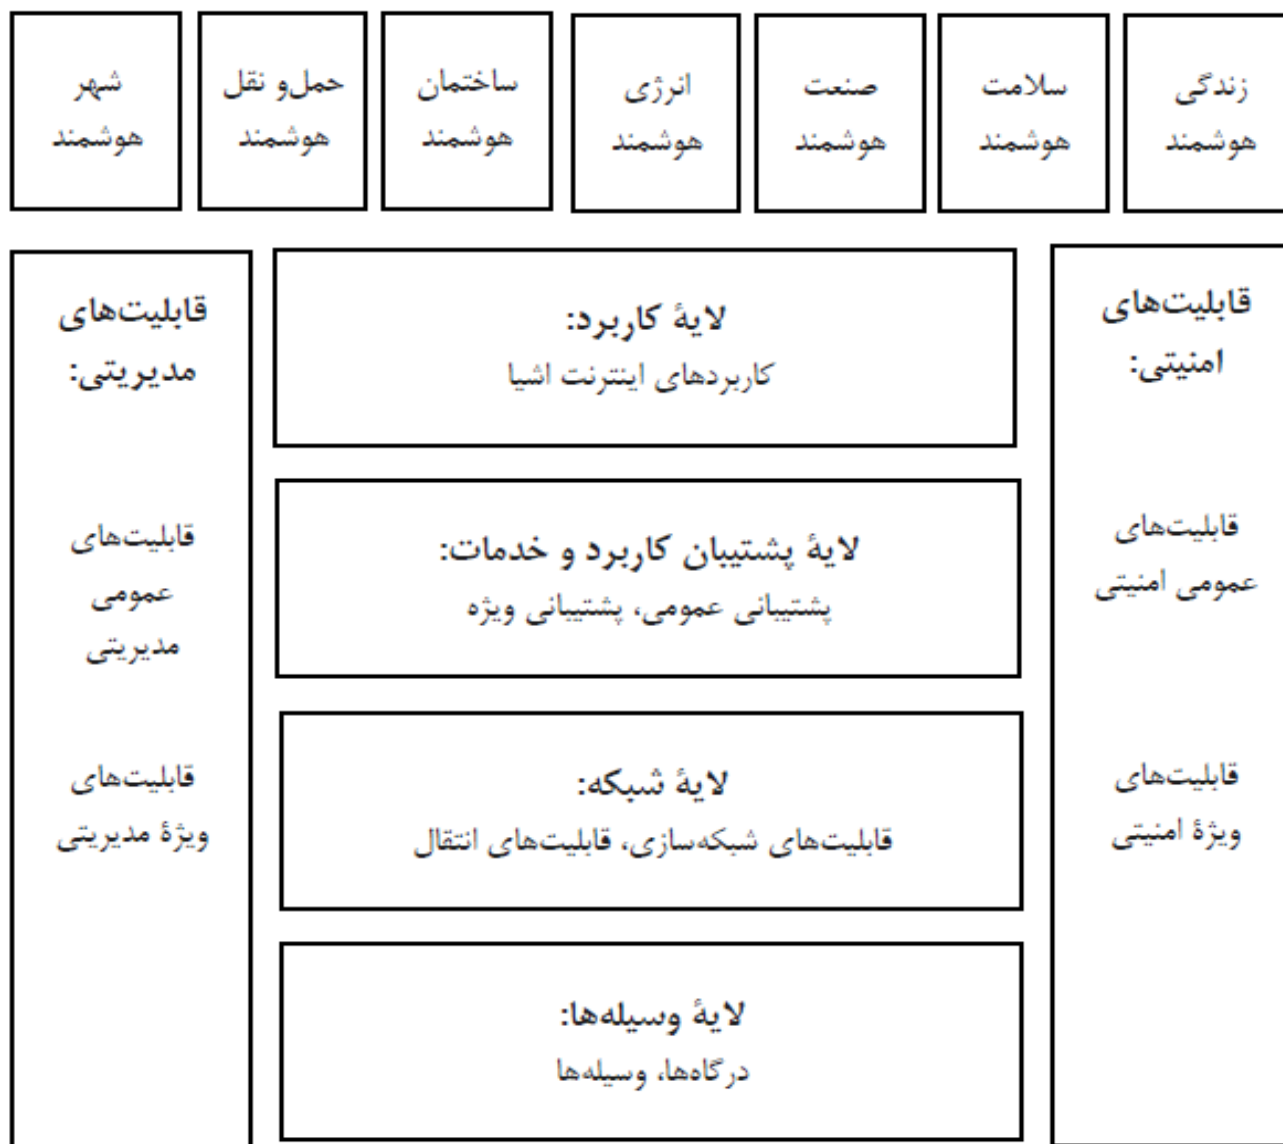 زندگی
هوشمند
سلامت
هوشمند
صنعت
هوشمند
انرژی
هوشمند
ساختمان
هوشمند
حمل‌و نقل
هوشمند
شهر
هوشمند
قابلیت‌های
امنیتی:
قابلیت‌های
عمومی امنیتی
قابلیت‌های
ویژهٔ امنیتی
لایهٔ کاربرد:
کاربردهای اینترنت اشیا
لایهٔ پشتیبان کاربرد و خدمات:
پشتیبانی عمومی، پشتیبانی ویژه
لایهٔ شبکه:
قابلیت‌های شبکه‌سازی، قابلیت‌های انتقال
لایهٔ وسیله‌ها:
درگاه‌ها، وسیله‌ها
قابلیت‌های
مدیریتی:
قابلیت‌های
عمومی
مدیریتی
قابلیت‌های
ویژهٔ مدیریتی